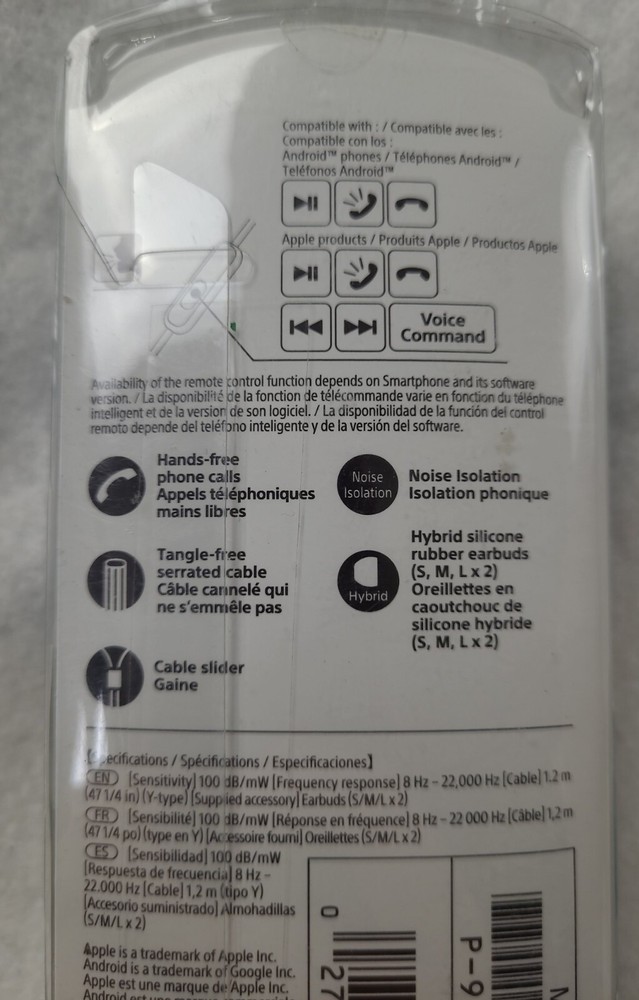 Compatible with : / Compatible avec les :
Compatible con los :
Android™ phones / Téléphones Android™ /
Teléfonos Android™
Apple products / Produits Apple / Productos Apple
Voice
Command
Availability of the remote control function depends on Smartphone and its software
version. / La disponibilité de la fonction de télécommande varie en fonction du téléphone
intelligent et de la version de son logiciel. / La disponibilidad de la función del control
remoto depende del teléfono inteligente y de la versión del software.
Hands-free
phone calls
Appels téléphoniques
mains libres
Noise
Isolation
Noise Isolation
Isolation phonique
Tangle-free
serrated cable
Câble cannelé qui
ne s'emmêle pas
Hybrid
Hybrid silicone
rubber earbuds
(S, M, L x 2)
Oreillettes en
caoutchouc de
silicone hybride
(S, M, L x 2)
Cable slider
Gaine
[Specifications / Spécifications / Especificaciones]
EN [Sensitivity] 100 dB/mW [Frequency response] 8 Hz – 22,000 Hz [Cable] 1.2 m
(47 1/4 in) (Y-type) [Supplied accessory] Earbuds (S/M/L x 2)
FR [Sensibilité] 100 dB/mW [Réponse en fréquence] 8 Hz – 22 000 Hz [Câble] 1,2 m
(47 1/4 po) (type en Y) [Accessoire fourni] Oreillettes (S/M/L x 2)
ES [Sensibilidad] 100 dB/mW
[Respuesta de frecuencia] 8 Hz –
22.000 Hz [Cable] 1,2 m (tipo Y)
[Accesorio suministrado] Almohadillas
(S/M/L x 2)
Apple is a trademark of Apple Inc.
Android is a trademark of Google Inc.
Apple est une marque de Apple Inc.
Android est une
0 27
P-9